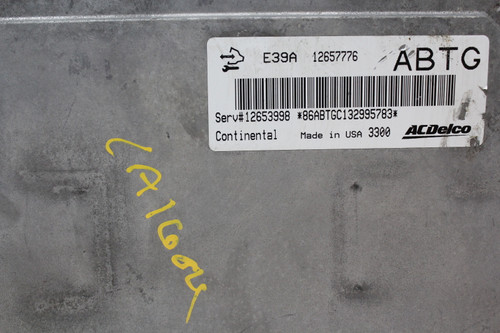 E39A 12657776 ABTG
Serv#12653998 *86ABTGC132995783*
Continental Made in USA 3300 ACDelco